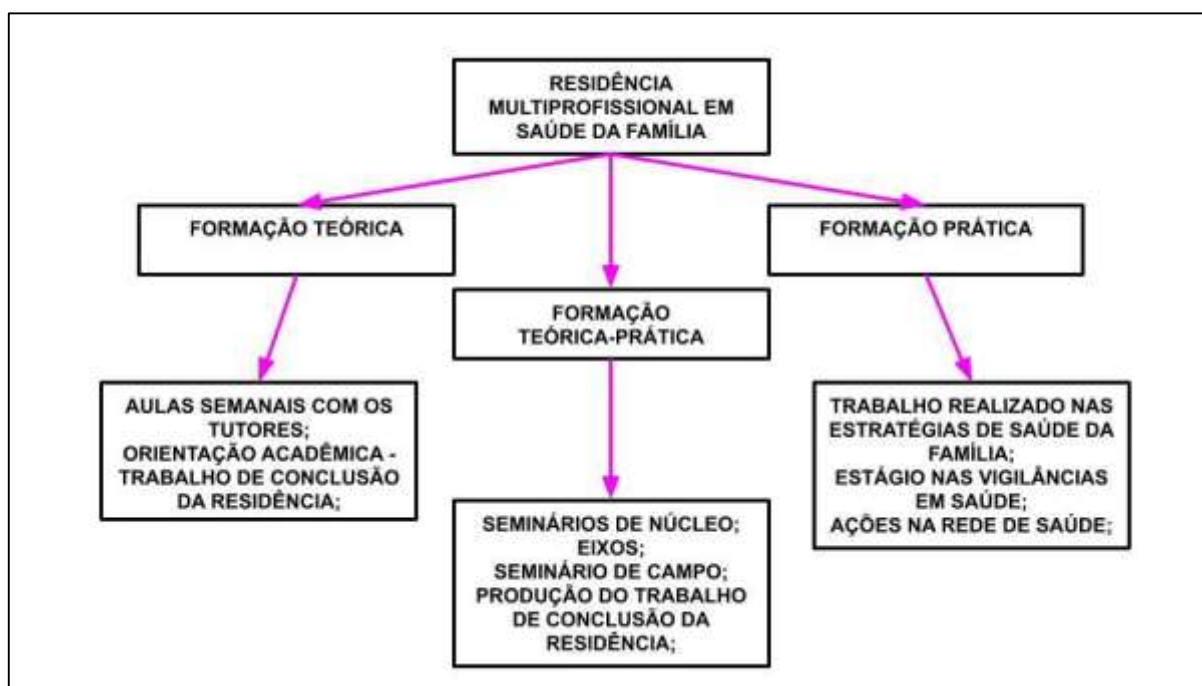 RESIDÊNCIA
MULTIPROFISSIONAL EM
SAÚDE DA FAMÍLIA
FORMAÇÃO TEÓRICA
FORMAÇÃO PRÁTICA
FORMAÇÃO
TEÓRICA-PRÁTICA
AULAS SEMANAIS COM OS
TUTORES;
ORIENTAÇÃO ACADÊMICA -
TRABALHO DE CONCLUSÃO
DA RESIDÊNCIA;
TRABALHO REALIZADO NAS
ESTRATÉGIAS DE SAÚDE DA
FAMÍLIA;
ESTÁGIO NAS VIGILÂNCIAS
EM SAÚDE;
AÇÕES NA REDE DE SAÚDE;
SEMINÁRIOS DE NÚCLEO;
EIXOS;
SEMINÁRIO DE CAMPO;
PRODUÇÃO DO TRABALHO
DE CONCLUSÃO DA
RESIDÊNCIA;